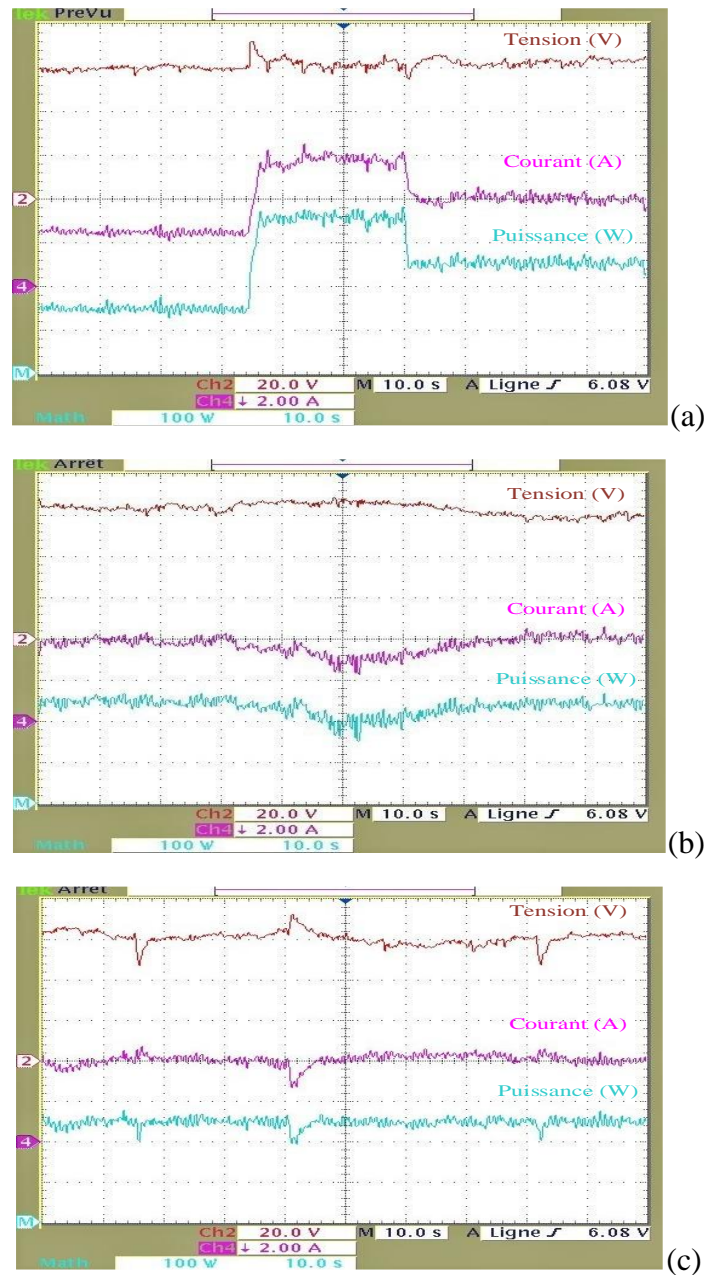 Tek PreVu
Tension (V)
Courant (A)
2
Puissance (W)
4
M
Ch2 20.0 V M 10.0 s A Ligne 6.08 V
Ch4 ↓ 2.00 A
Math 100 W 10.0 s
(a)
Tek Arret
Tension (V)
Courant (A)
2
Puissance (W)
4
M
Ch2 20.0 V M 10.0 s A Ligne 6.08 V
Ch4 ↓ 2.00 A
Math 100 W 10.0 s
(b)
Tek Arret
Tension (V)
Courant (A)
2
Puissance (W)
4
M
Ch2 20.0 V M 10.0 s A Ligne 6.08 V
Ch4 ↓ 2.00 A
Math 100 W 10.0 s
(c)